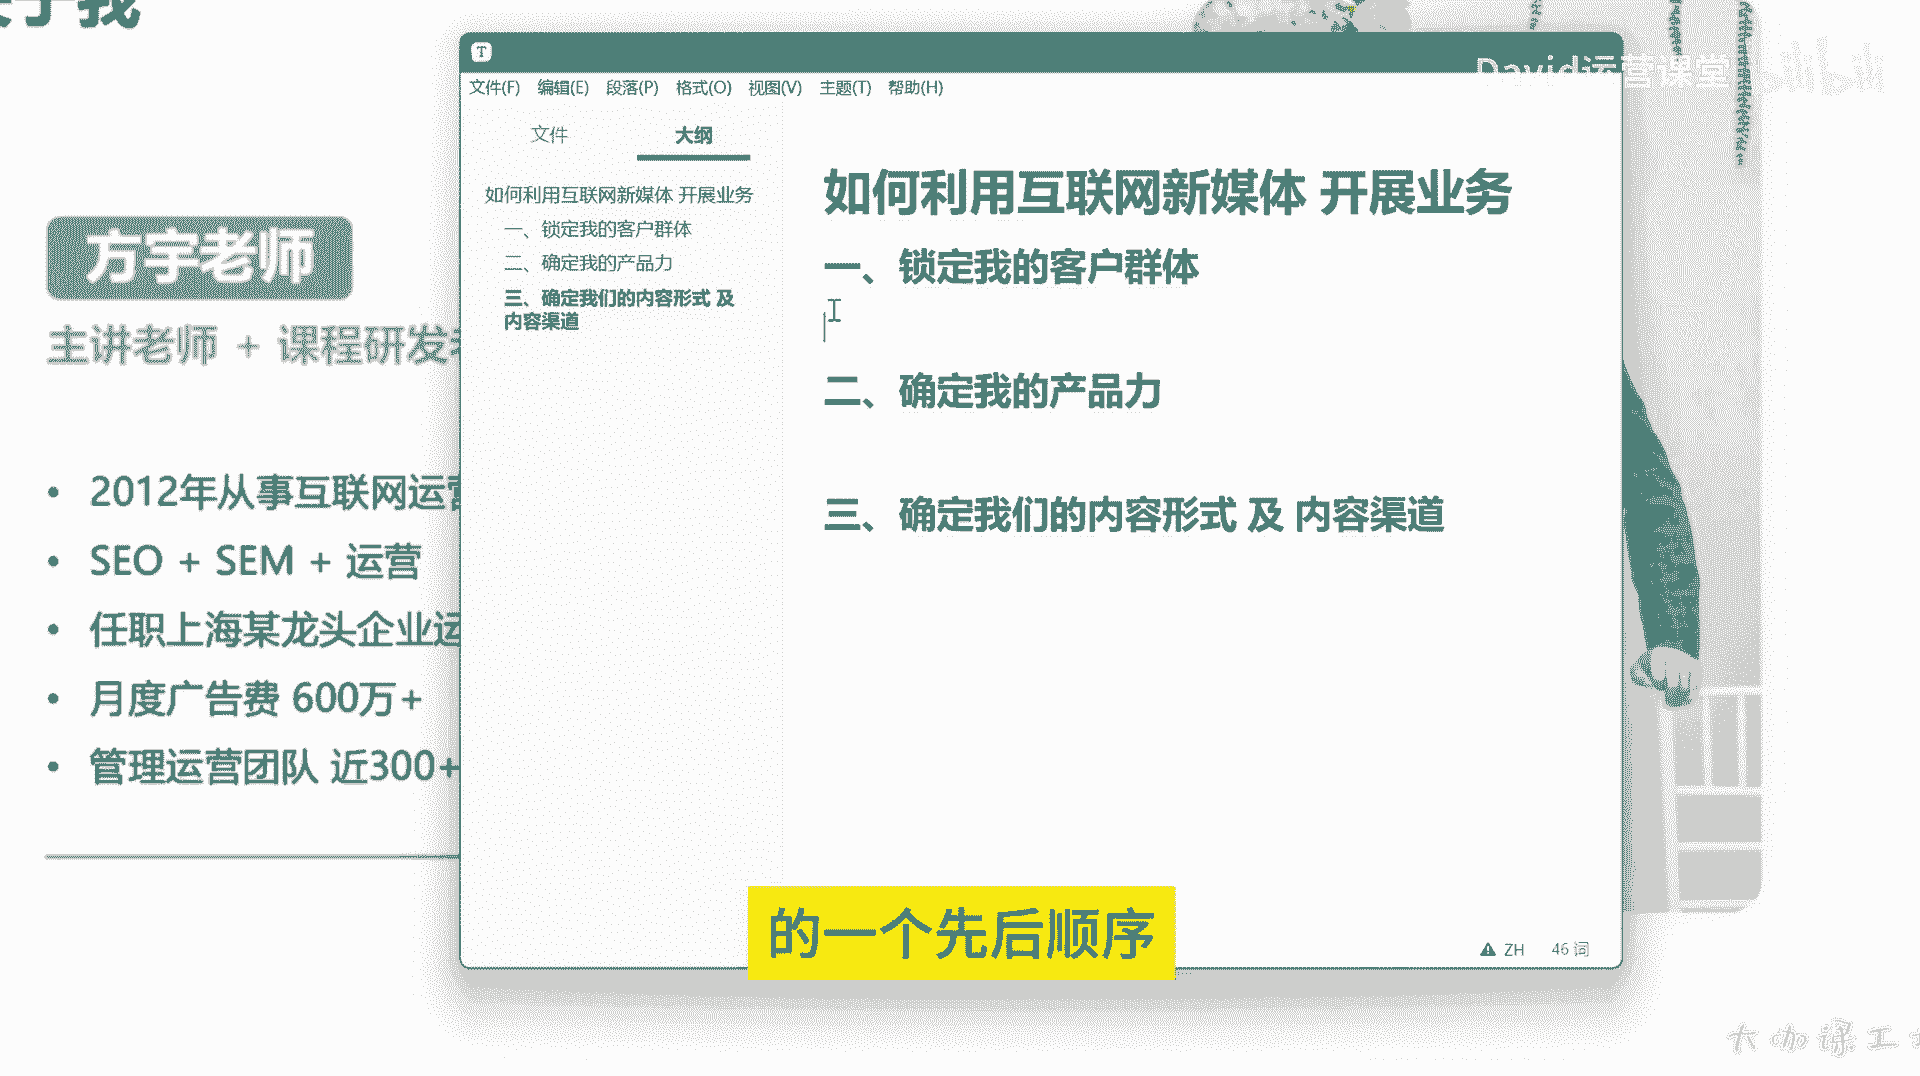 关于我
David运营课堂 bilibili
方宇老师
主讲老师 + 课程研发
2012年从事互联网运营
SEO + SEM + 运营
任职上海某龙头企业运
月度广告费 600万+
管理运营团队 近300+
文件(F) 编辑(E) 段落(P) 格式(O) 视图(V) 主题(T) 帮助(H)
文件 大纲
如何利用互联网新媒体 开展业务
一、锁定我的客户群体
二、确定我的产品力
三、确定我们的内容形式 及
内容渠道
如何利用互联网新媒体 开展业务
一、锁定我的客户群体
二、确定我的产品力
三、确定我们的内容形式 及 内容渠道
ZH 46 词
的一个先后顺序
大咖课工